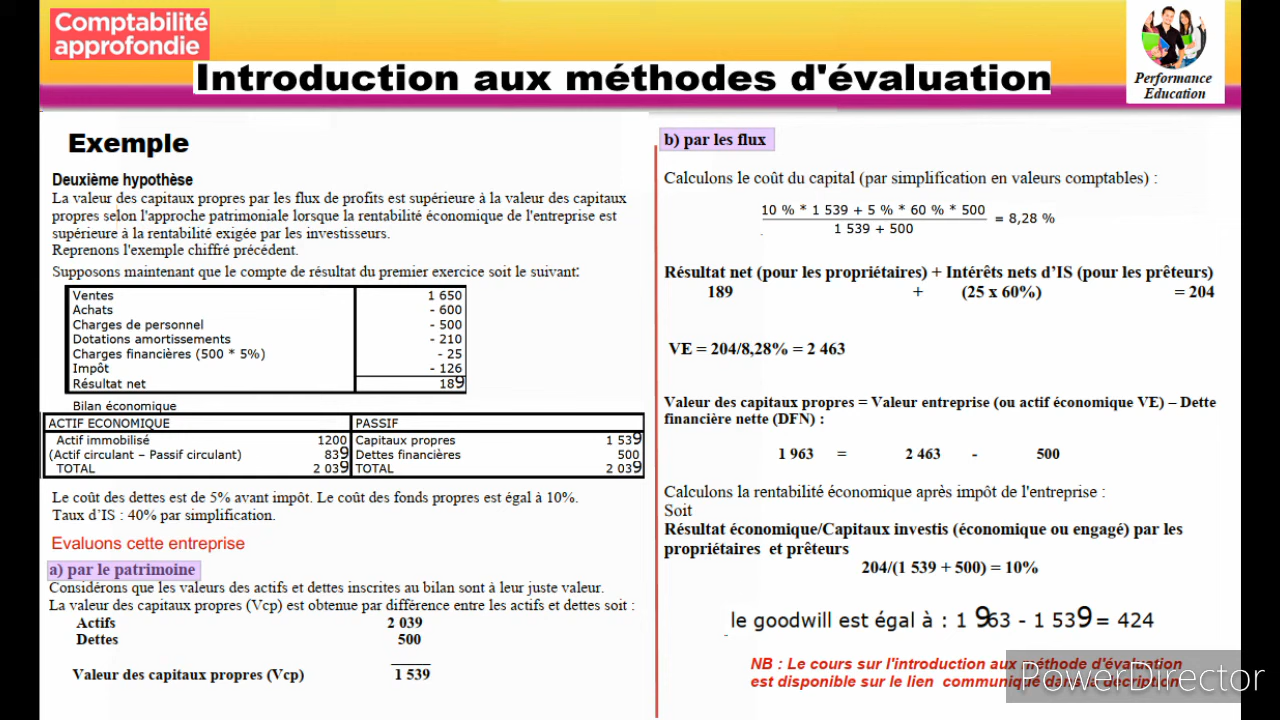 Comptabilité
approfondie
Introduction aux méthodes d'évaluation
Performance
Education
Exemple
Deuxième hypothèse
La valeur des capitaux propres par les flux de profits est supérieure à la valeur des capitaux
propres selon l'approche patrimoniale lorsque la rentabilité économique de l'entreprise est
supérieure à la rentabilité exigée par les investisseurs.
Reprenons l'exemple chiffré précédent.
Supposons maintenant que le compte de résultat du premier exercice soit le suivant:
Ventes 1 650
Achats - 600
Charges de personnel - 500
Dotations amortissements - 210
Charges financières (500 * 5%) - 25
Impôt - 126
Résultat net 189
Bilan économique
ACTIF ECONOMIQUE PASSIF
Actif immobilisé 1200 Capitaux propres 1 539
(Actif circulant – Passif circulant) 839 Dettes financières 500
TOTAL 2 039 TOTAL 2 039
Le coût des dettes est de 5% avant impôt. Le coût des fonds propres est égal à 10%.
Taux d'IS : 40% par simplification.
Evaluons cette entreprise
a) par le patrimoine
Considérons que les valeurs des actifs et dettes inscrites au bilan sont à leur juste valeur.
La valeur des capitaux propres (Vcp) est obtenue par différence entre les actifs et dettes soit :
Actifs 2 039
Dettes 500
Valeur des capitaux propres (Vcp) 1 539
b) par les flux
Calculons le coût du capital (par simplification en valeurs comptables) :
10 % * 1 539 + 5 % * 60 % * 500
1 539 + 500
= 8,28 %
Résultat net (pour les propriétaires) + Intérêts nets d'IS (pour les prêteurs)
189 + (25 x 60%) = 204
VE = 204/8,28% = 2 463
Valeur des capitaux propres = Valeur entreprise (ou actif économique VE) – Dette
financière nette (DFN) :
1 963 = 2 463 - 500
Calculons la rentabilité économique après impôt de l'entreprise :
Soit
Résultat économique/Capitaux investis (économique ou engagé) par les
propriétaires et prêteurs
204/(1 539 + 500) = 10%
le goodwill est égal à : 1 963 - 1 539 = 424
NB : Le cours sur l'introduction aux méthode d'évaluation
est disponible sur le lien communiqué dans la decription
PowerDirector